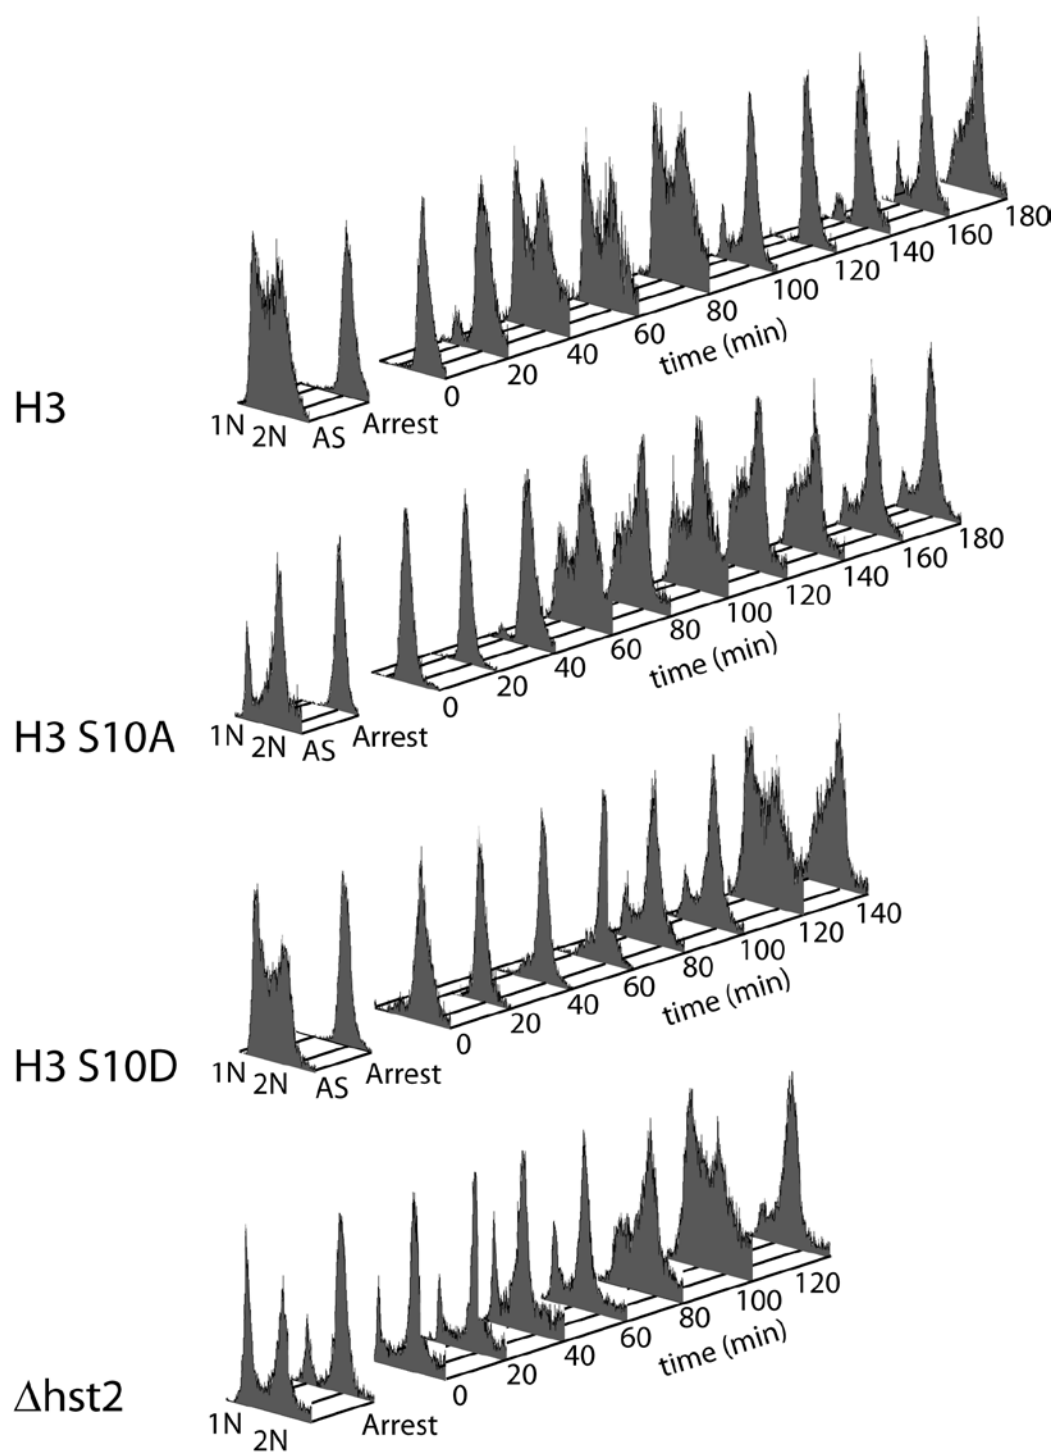 H3
1N 2N AS Arrest
0 20 40 60 80 100 120 140 160 180
time (min)
H3 S10A
1N 2N AS Arrest
0 20 40 60 80 100 120 140 160 180
time (min)
H3 S10D
1N 2N AS Arrest
0 20 40 60 80 100 120 140
time (min)
Δhst2
1N 2N Arrest
0 20 40 60 80 100 120
time (min)